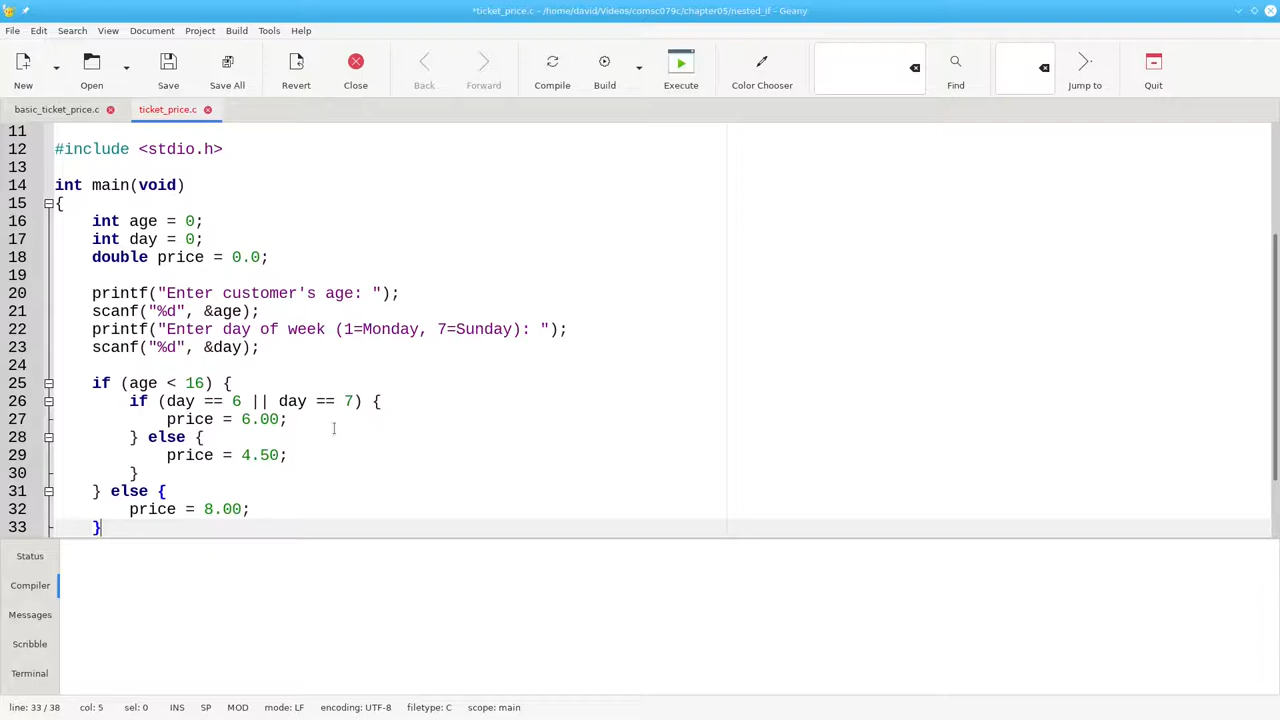 *ticket_price.c - /home/david/Videos/comsc079c/chapter05/nested_if - Geany
File Edit Search View Document Project Build Tools Help
New Open Save Save All Revert Close Back Forward Compile Build Execute Color Chooser Find Jump to Quit
basic_ticket_price.c ticket_price.c
11
12 #include <stdio.h>
13
14 int main(void)
15 {
16     int age = 0;
17     int day = 0;
18     double price = 0.0;
19
20     printf("Enter customer's age: ");
21     scanf("%d", &age);
22     printf("Enter day of week (1=Monday, 7=Sunday): ");
23     scanf("%d", &day);
24
25     if (age < 16) {
26         if (day == 6 || day == 7) {
27             price = 6.00;
28         } else {
29             price = 4.50;
30         }
31     } else {
32         price = 8.00;
33     }
Status
Compiler
Messages
Scribble
Terminal
line: 33 / 38 col: 5 sel: 0 INS SP MOD mode: LF encoding: UTF-8 filetype: C scope: main